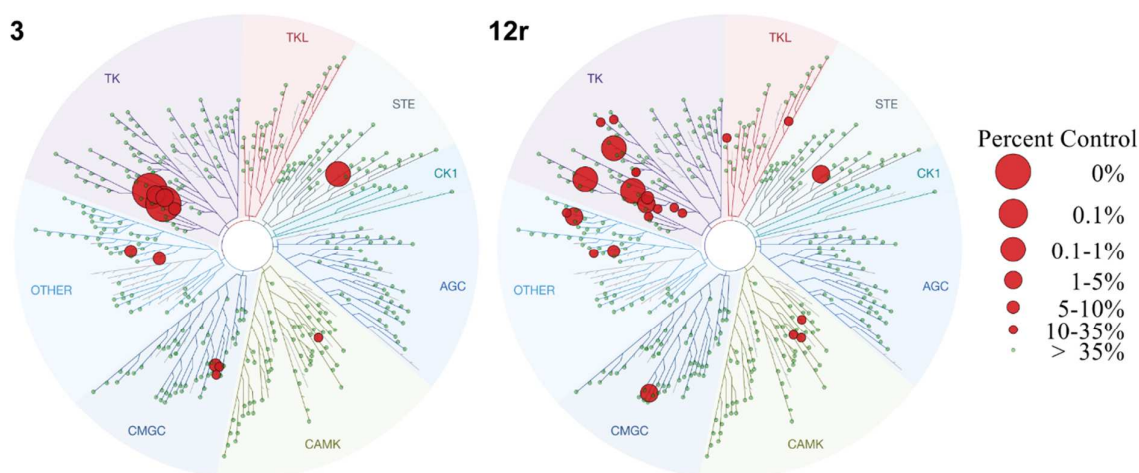 3
TK
TKL
STE
CK1
AGC
CAMK
CMGC
OTHER
12r
TK
TKL
STE
CK1
AGC
CAMK
CMGC
OTHER
Percent Control
0%
0.1%
0.1-1%
1-5%
5-10%
10-35%
> 35%